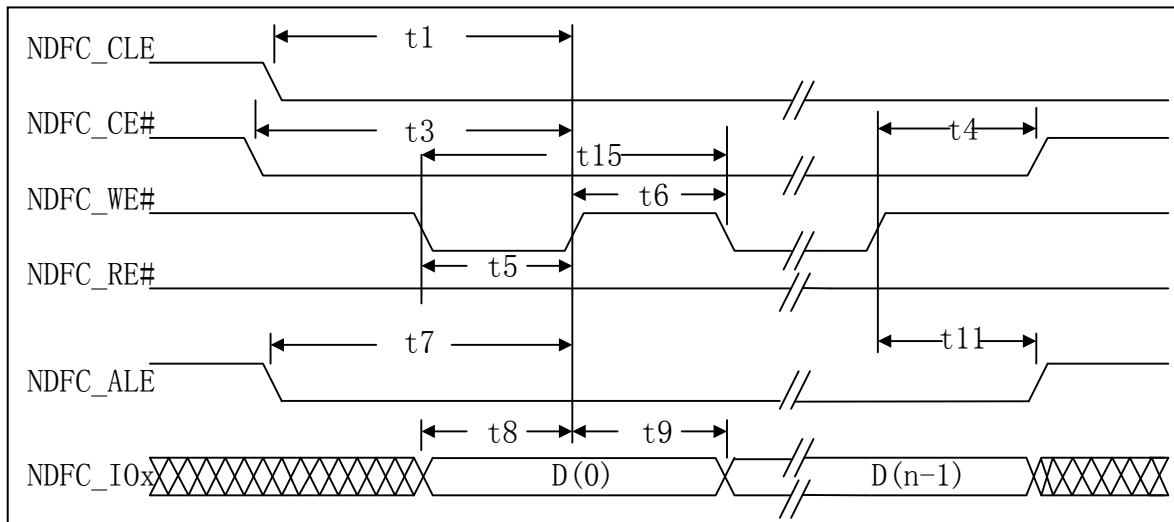 NDFC_CLE
t1
NDFC_CE#
t3
t4
t15
NDFC_WE#
t6
t5
NDFC_RE#
t7
t11
NDFC_ALE
t8
t9
NDFC_IOx
D(0)
D(n-1)